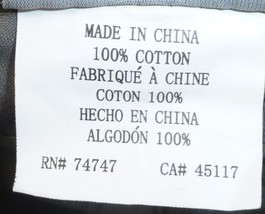 MADE IN CHINA
100% COTTON
FABRIQUÉ À CHINE
COTON 100%
HECHO EN CHINA
ALGODÓN 100%
RN# 74747 CA# 45117